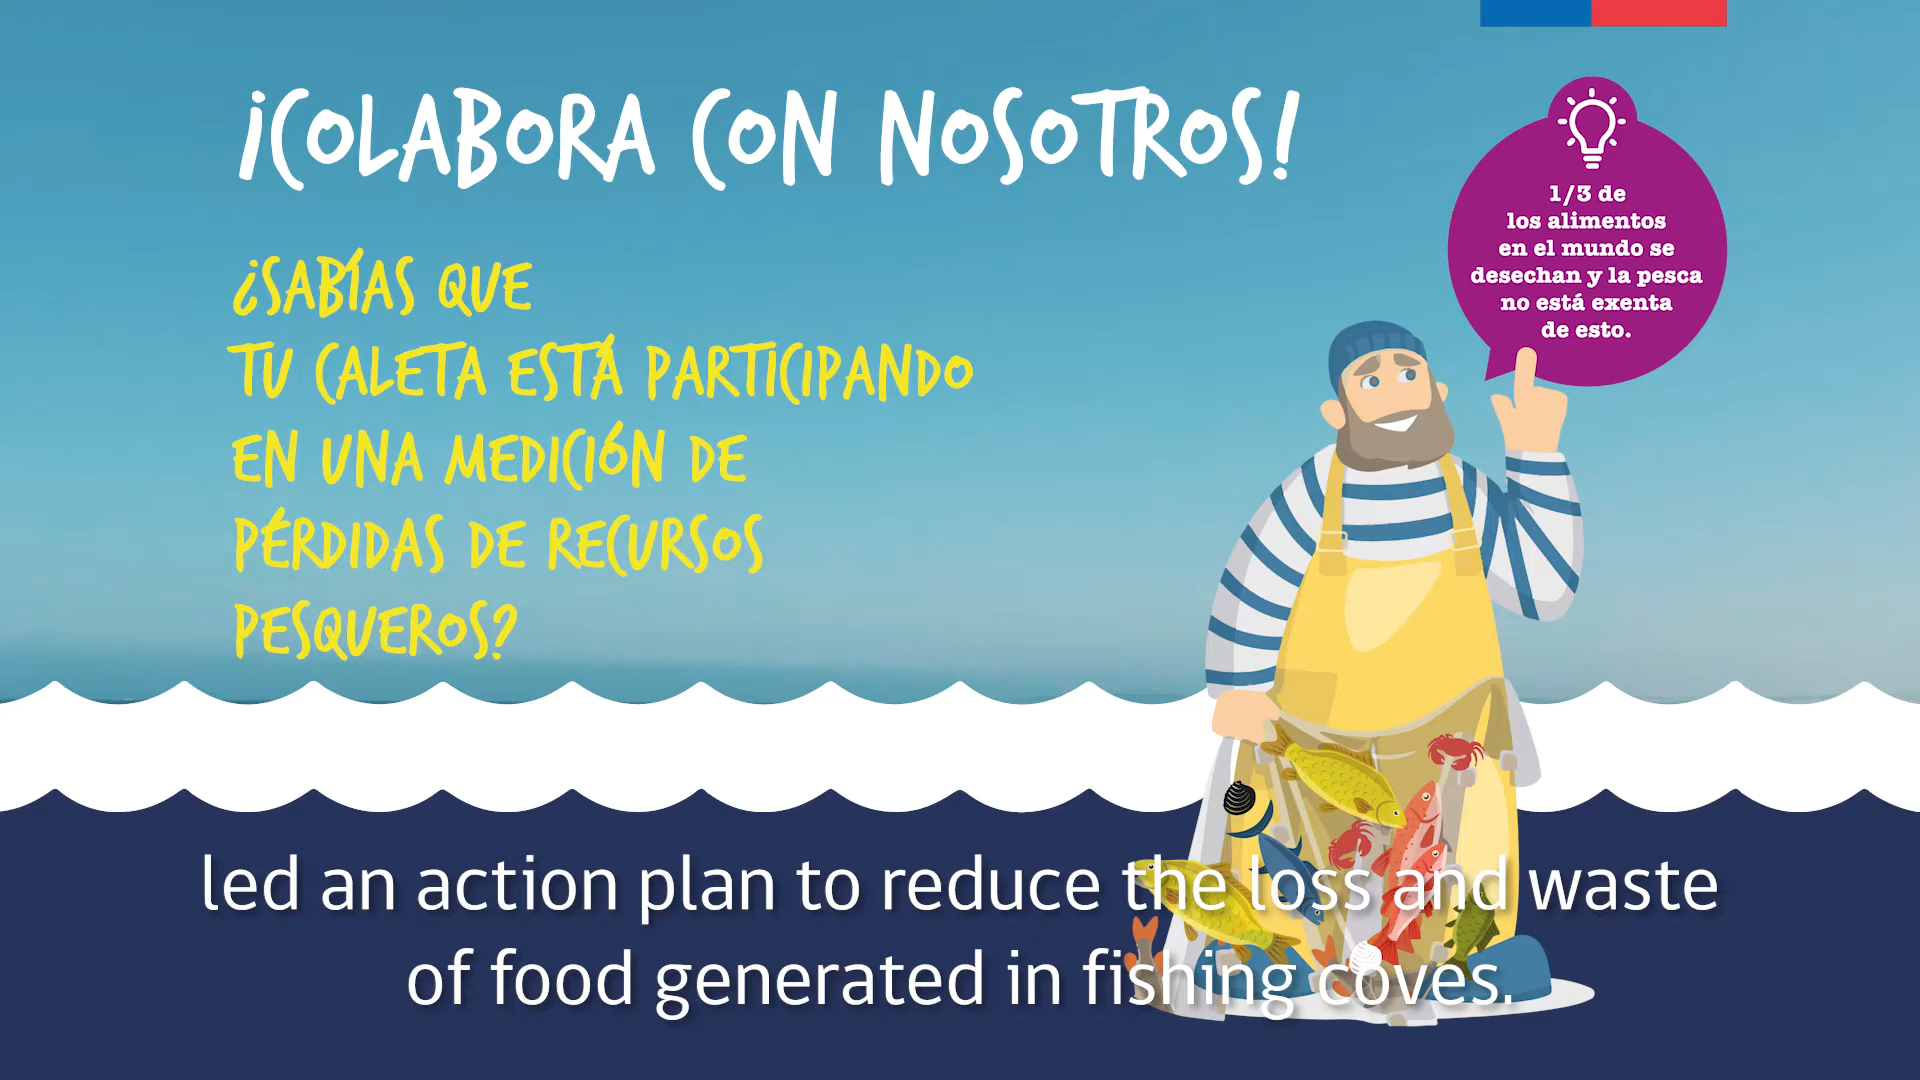 ¡COLABORA CON NOSOTROS!
¿SABÍAS QUE
TU CALETA ESTÁ PARTICIPANDO
EN UNA MEDICIÓN DE
PÉRDIDAS DE RECURSOS
PESQUEROS?
1/3 de
los alimentos
en el mundo se
desechan y la pesca
no está exenta
de esto.
led an action plan to reduce the loss and waste
of food generated in fishing coves.